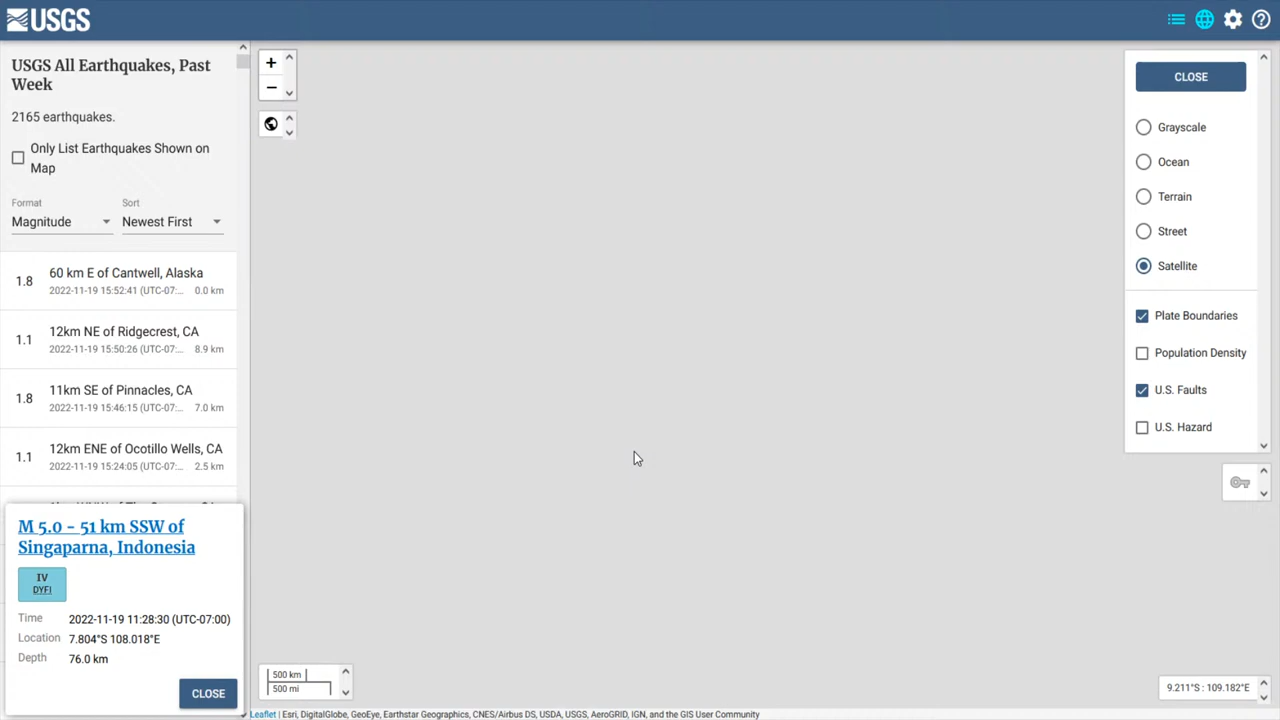 USGS
USGS All Earthquakes, Past
Week
2165 earthquakes.
Only List Earthquakes Shown on
Map
Format
Sort
Magnitude
Newest First
1.8
60 km E of Cantwell, Alaska
2022-11-19 15:52:41 (UTC-07:...
0.0 km
1.1
12km NE of Ridgecrest, CA
2022-11-19 15:50:26 (UTC-07:...
8.9 km
1.8
11km SE of Pinnacles, CA
2022-11-19 15:46:15 (UTC-07:...
7.0 km
1.1
12km ENE of Ocotillo Wells, CA
2022-11-19 15:24:05 (UTC-07:...
2.5 km
M 5.0 - 51 km SSW of
Singaparna, Indonesia
IV
DYFI
Time 2022-11-19 11:28:30 (UTC-07:00)
Location 7.804°S 108.018°E
Depth 76.0 km
CLOSE
+
−
500 km
500 mi
Leaflet | Esri, DigitalGlobe, GeoEye, Earthstar Geographics, CNES/Airbus DS, USDA, USGS, AeroGRID, IGN, and the GIS User Community
CLOSE
Grayscale
Ocean
Terrain
Street
Satellite
Plate Boundaries
Population Density
U.S. Faults
U.S. Hazard
9.211°S : 109.182°E